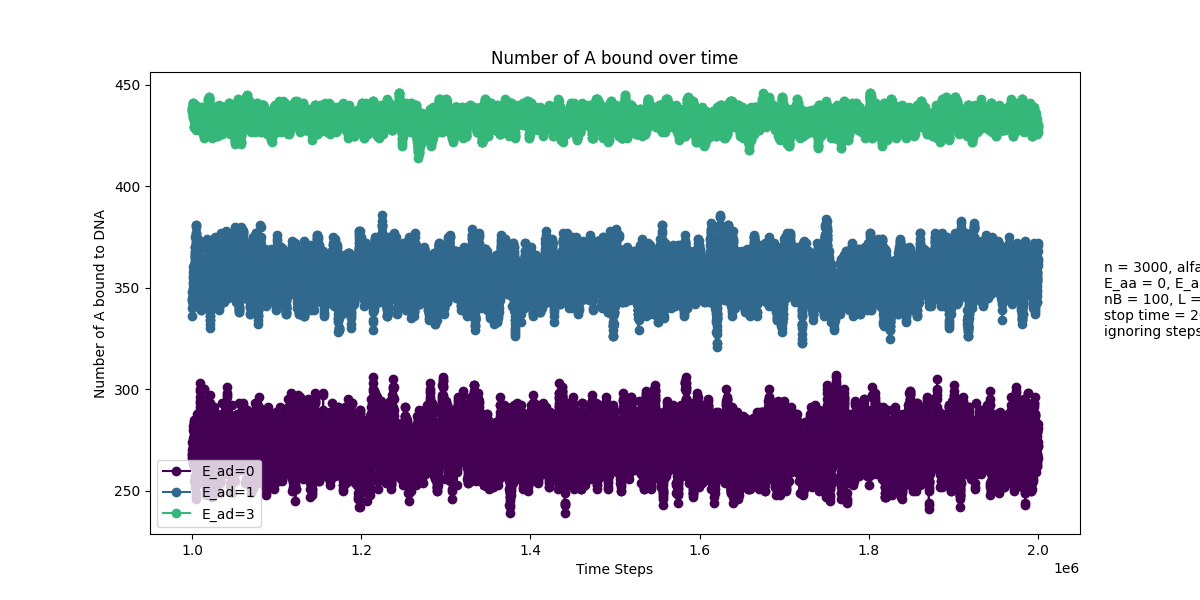 Number of A bound over time
Number of A bound to DNA
450
400
350
300
250
E_ad=0
E_ad=1
E_ad=3
1.0
1.2
1.4
1.6
1.8
2.0
1e6
Time Steps
n = 3000, alfa
E_aa = 0, E_a
nB = 100, L =
stop time = 2
ignoring steps